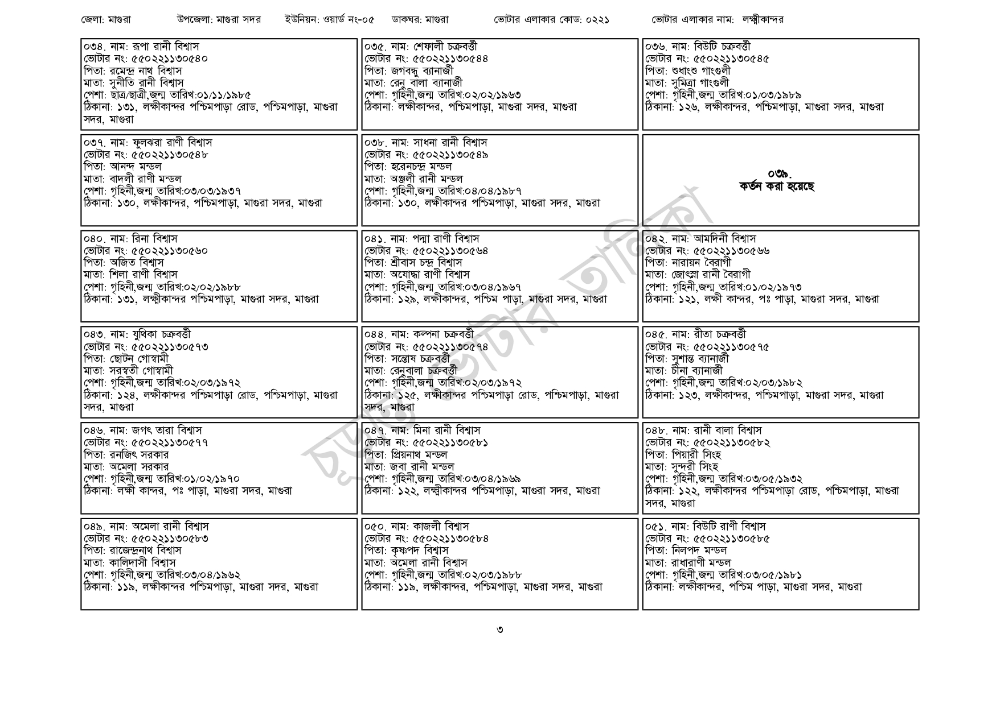 জেলা: মাগুরা উপজেলা: মাগুরা সদর ইউনিয়ন: ওয়ার্ড নং-০৫ ডাকঘর: মাগুরা ভোটার এলাকার কোড: ০২২১ ভোটার এলাকার নাম: লক্ষ্মীকান্দর
০৩৪. নাম: রূপা রানী বিশ্বাস
ভোটার নং: ৫৫০২২১১৩০৫৪০
পিতা: রমেন্দ্র নাথ বিশ্বাস
মাতা: সুনীতি রানী বিশ্বাস
পেশা: ছাত্র/ছাত্রী,জন্ম তারিখ:০১/১১/১৯৮৫
ঠিকানা: ১৩১, লক্ষীকান্দর পশ্চিমপাড়া রোড, পশ্চিমপাড়া, মাগুরা
সদর, মাগুরা
০৩৫. নাম: শেফালী চক্রবর্ত্তী
ভোটার নং: ৫৫০২২১১৩০৫৪৪
পিতা: জগবন্ধু ব্যানার্জী
মাতা: রেনু বালা ব্যানার্জী
পেশা: গৃহিনী,জন্ম তারিখ:০২/০২/১৯৬৩
ঠিকানা: লক্ষীকান্দর, পশ্চিমপাড়া, মাগুরা সদর, মাগুরা
০৩৬. নাম: বিউটি চক্রবর্ত্তী
ভোটার নং: ৫৫০২২১১৩০৫৪৫
পিতা: শুধাংশু গাংগুলী
মাতা: সুমিত্রা গাংগুলী
পেশা: গৃহিনী,জন্ম তারিখ:০১/০৩/১৯৮৯
ঠিকানা: ১২৬, লক্ষীকান্দর, পশ্চিমপাড়া, মাগুরা সদর, মাগুরা
০৩৭. নাম: ফুলঝরা রাণী বিশ্বাস
ভোটার নং: ৫৫০২২১১৩০৫৪৮
পিতা: আনন্দ মন্ডল
মাতা: বাদলী রাণী মন্ডল
পেশা: গৃহিনী,জন্ম তারিখ:০৩/০৩/১৯৩৭
ঠিকানা: ১৩০, লক্ষীকান্দর, পশ্চিমপাড়া, মাগুরা সদর, মাগুরা
০৩৮. নাম: সাধনা রানী বিশ্বাস
ভোটার নং: ৫৫০২২১১৩০৫৪৯
পিতা: হরেনচন্দ্র মন্ডল
মাতা: অঞ্জলী রানী মন্ডল
পেশা: গৃহিনী,জন্ম তারিখ:০৪/০৪/১৯৮৭
ঠিকানা: ১৩০, লক্ষীকান্দর পশ্চিমপাড়া, মাগুরা সদর, মাগুরা
০৩৯.
কর্তন করা হয়েছে
০৪০. নাম: রিনা বিশ্বাস
ভোটার নং: ৫৫০২২১১৩০৫৬০
পিতা: অজিত বিশ্বাস
মাতা: শিলা রাণী বিশ্বাস
পেশা: গৃহিনী,জন্ম তারিখ:০২/০২/১৯৮৮
ঠিকানা: ১৩১, লক্ষ্মীকান্দর পশ্চিমপাড়া, মাগুরা সদর, মাগুরা
০৪১. নাম: পদ্মা রাণী বিশ্বাস
ভোটার নং: ৫৫০২২১১৩০৫৬৪
পিতা: শ্রীবাস চন্দ্র বিশ্বাস
মাতা: অযোদ্ধা রাণী বিশ্বাস
পেশা: গৃহিনী,জন্ম তারিখ:০৩/০৪/১৯৬৭
ঠিকানা: ১২৯, লক্ষীকান্দর, পশ্চিম পাড়া, মাগুরা সদর, মাগুরা
০৪২. নাম: আমদিনী বিশ্বাস
ভোটার নং: ৫৫০২২১১৩০৫৬৬
পিতা: নারায়ন বৈরাগী
মাতা: জোৎস্না রানী বৈরাগী
পেশা: গৃহিনী,জন্ম তারিখ:০১/০২/১৯৭৩
ঠিকানা: ১২১, লক্ষী কান্দর, পঃ পাড়া, মাগুরা সদর, মাগুরা
০৪৩. নাম: যুথিকা চক্রবর্ত্তী
ভোটার নং: ৫৫০২২১১৩০৫৭৩
পিতা: ছোটন গোস্বামী
মাতা: সরস্বতী গোস্বামী
পেশা: গৃহিনী,জন্ম তারিখ:০২/০৩/১৯৭২
ঠিকানা: ১২৪, লক্ষীকান্দর পশ্চিমপাড়া রোড, পশ্চিমপাড়া, মাগুরা
সদর, মাগুরা
০৪৪. নাম: কল্পনা চক্রবর্ত্তী
ভোটার নং: ৫৫০২২১১৩০৫৭৪
পিতা: সন্তোষ চক্রবর্ত্তী
মাতা: রেনুবালা চক্রবর্ত্তী
পেশা: গৃহিনী,জন্ম তারিখ:০২/০৩/১৯৭২
ঠিকানা: ১২৫, লক্ষীকান্দর পশ্চিমপাড়া রোড, পশ্চিমপাড়া, মাগুরা
সদর, মাগুরা
০৪৫. নাম: রীতা চক্রবর্ত্তী
ভোটার নং: ৫৫০২২১১৩০৫৭৫
পিতা: সুশান্ত ব্যানার্জী
মাতা: চীনা ব্যানার্জী
পেশা: গৃহিনী,জন্ম তারিখ:০২/০৩/১৯৮২
ঠিকানা: ১২৩, লক্ষীকান্দর, পশ্চিমপাড়া, মাগুরা সদর, মাগুরা
০৪৬. নাম: জগৎ তারা বিশ্বাস
ভোটার নং: ৫৫০২২১১৩০৫৭৭
পিতা: রনজিৎ সরকার
মাতা: অমেলা সরকার
পেশা: গৃহিনী,জন্ম তারিখ:০১/০২/১৯৭০
ঠিকানা: লক্ষী কান্দর, পঃ পাড়া, মাগুরা সদর, মাগুরা
০৪৭. নাম: মিনা রানী বিশ্বাস
ভোটার নং: ৫৫০২২১১৩০৫৮১
পিতা: প্রিয়নাথ মন্ডল
মাতা: জবা রানী মন্ডল
পেশা: গৃহিনী,জন্ম তারিখ:০৩/০৪/১৯৬৯
ঠিকানা: ১২২, লক্ষ্মীকান্দর পশ্চিমপাড়া, মাগুরা সদর, মাগুরা
০৪৮. নাম: রানী বালা বিশ্বাস
ভোটার নং: ৫৫০২২১১৩০৫৮২
পিতা: পিয়ারী সিংহ
মাতা: সুন্দরী সিংহ
পেশা: গৃহিনী,জন্ম তারিখ:০৩/০৫/১৯৩২
ঠিকানা: ১২২, লক্ষীকান্দর পশ্চিমপাড়া রোড, পশ্চিমপাড়া, মাগুরা
সদর, মাগুরা
০৪৯. নাম: অমেলা রানী বিশ্বাস
ভোটার নং: ৫৫০২২১১৩০৫৮৩
পিতা: রাজেন্দ্রনাথ বিশ্বাস
মাতা: কালিদাসী বিশ্বাস
পেশা: গৃহিনী,জন্ম তারিখ:০৩/০৪/১৯৬২
ঠিকানা: ১১৯, লক্ষীকান্দর পশ্চিমপাড়া, মাগুরা সদর, মাগুরা
০৫০. নাম: কাজলী বিশ্বাস
ভোটার নং: ৫৫০২২১১৩০৫৮৪
পিতা: কৃষ্ণপদ বিশ্বাস
মাতা: অমেলা রানী বিশ্বাস
পেশা: গৃহিনী,জন্ম তারিখ:০২/০৩/১৯৮৮
ঠিকানা: ১১৯, লক্ষীকান্দর, পশ্চিমপাড়া, মাগুরা সদর, মাগুরা
০৫১. নাম: বিউটি রাণী বিশ্বাস
ভোটার নং: ৫৫০২২১১৩০৫৮৫
পিতা: নিলপদ মন্ডল
মাতা: রাধারাণী মন্ডল
পেশা: গৃহিনী,জন্ম তারিখ:০৩/০৫/১৯৮১
ঠিকানা: লক্ষীকান্দর, পশ্চিম পাড়া, মাগুরা সদর, মাগুরা
চূড়ান্ত ভোটার তালিকা
৩